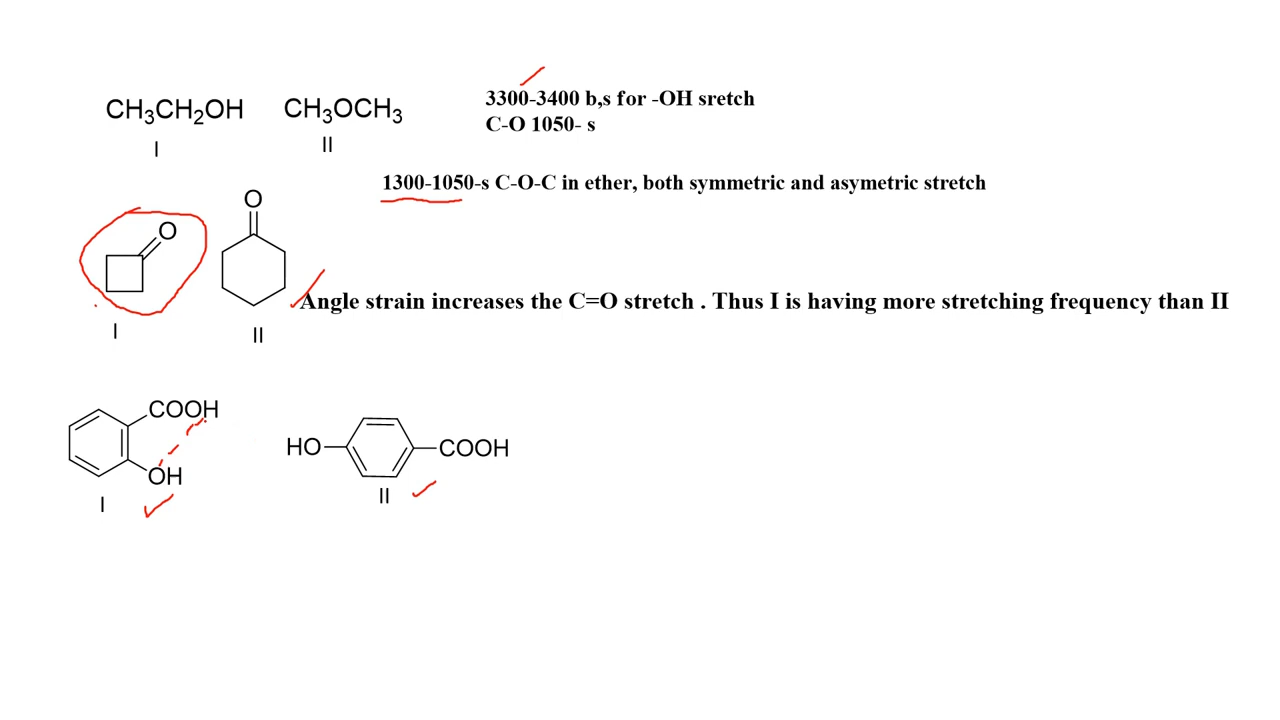 CH3CH2OH CH3OCH3
I II
3300-3400 b,s for -OH sretch
C-O 1050- s
1300-1050-s C-O-C in ether, both symmetric and asymetric stretch
O O
I II
Angle strain increases the C=O stretch . Thus I is having more stretching frequency than II
COOH
OH
I
HO COOH
II